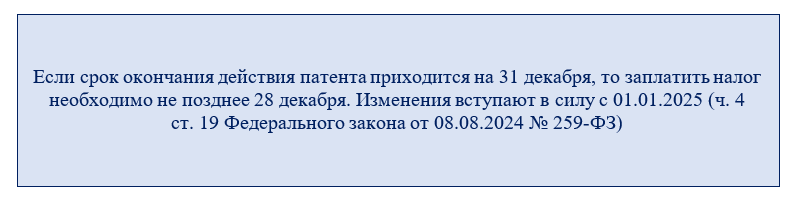 Если срок окончания действия патента приходится на 31 декабря, то заплатить налог
необходимо не позднее 28 декабря. Изменения вступают в силу с 01.01.2025 (ч. 4
ст. 19 Федерального закона от 08.08.2024 № 259-ФЗ)